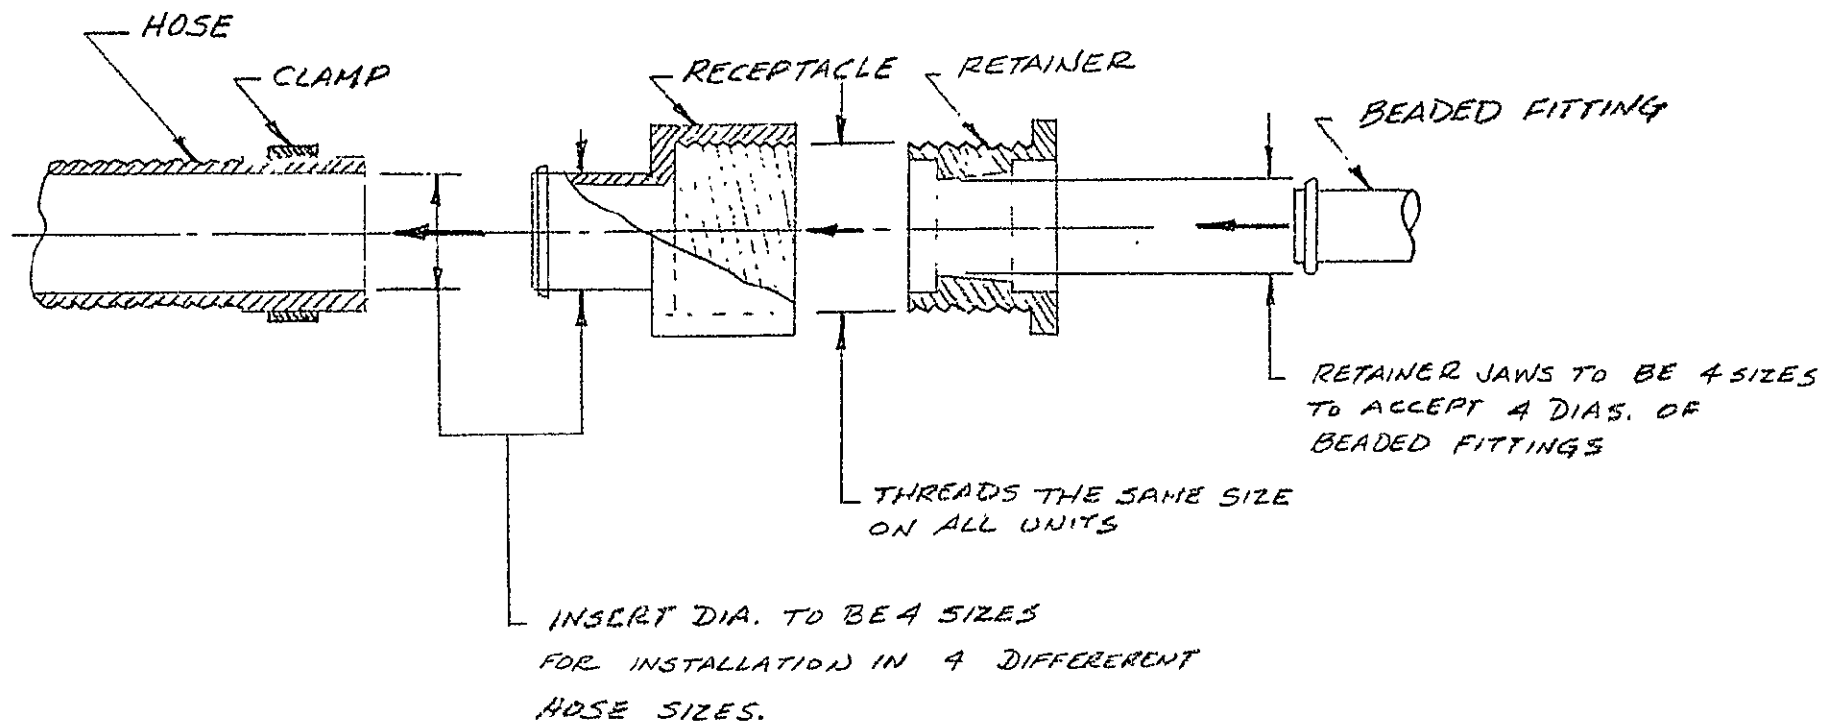 HOSE
CLAMP
RECEPTACLE
RETAINER
BEADED FITTING
RETAINER JAWS TO BE 4 SIZES
TO ACCEPT 4 DIAS. OF
BEADED FITTINGS
THREADS THE SAME SIZE
ON ALL UNITS
INSERT DIA. TO BE 4 SIZES
FOR INSTALLATION IN 4 DIFFERERENT
HOSE SIZES.